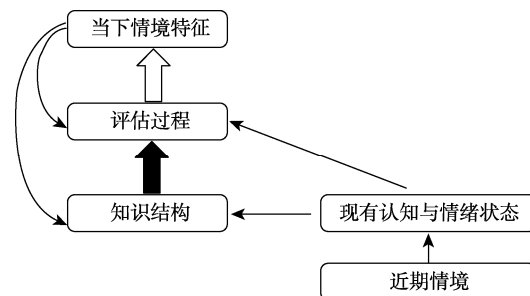 当下情境特征
评估过程
知识结构
现有认知与情绪状态
近期情境